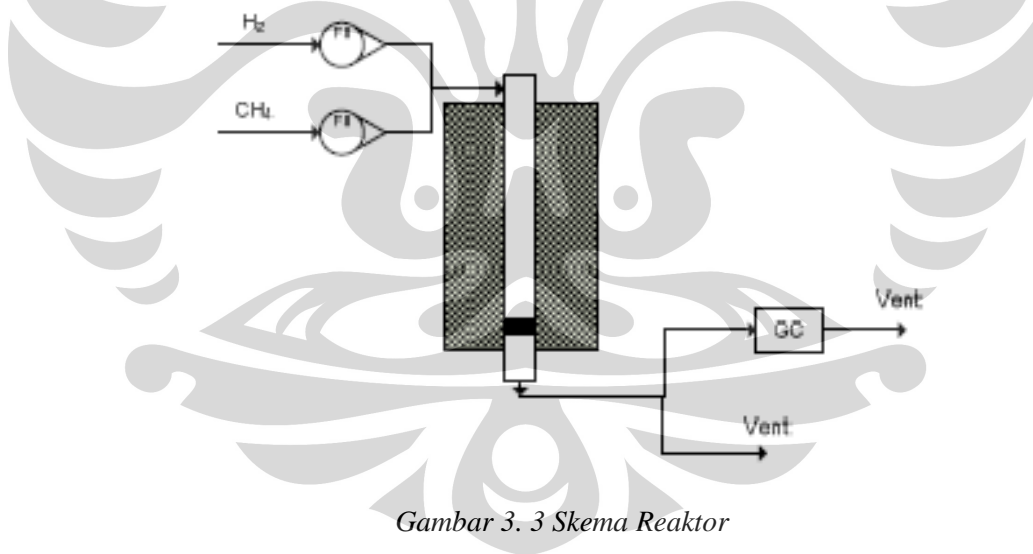 H₂
FI
CH₄
FI
Vent
GC
Vent
Gambar 3. 3 Skema Reaktor